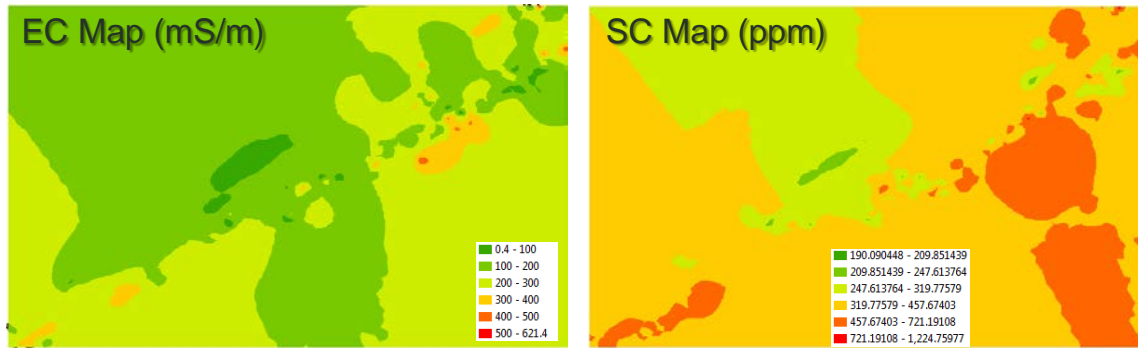 EC Map (mS/m)
0.4 - 100
100 - 200
200 - 300
300 - 400
400 - 500
500 - 621.4
SC Map (ppm)
190.090448 - 209.851439
209.851439 - 247.613764
247.613764 - 319.77579
319.77579 - 457.67403
457.67403 - 721.19108
721.19108 - 1,224.75977